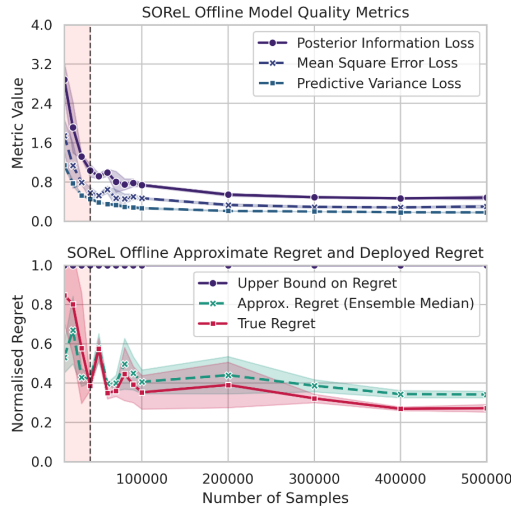 SOReL Offline Model Quality Metrics
4.0
3.2
2.4
1.6
0.8
0.0
Metric Value
Posterior Information Loss
Mean Square Error Loss
Predictive Variance Loss
SOReL Offline Approximate Regret and Deployed Regret
1.0
0.8
0.6
0.4
0.2
0.0
Normalised Regret
Upper Bound on Regret
Approx. Regret (Ensemble Median)
True Regret
100000 200000 300000 400000 500000
Number of Samples